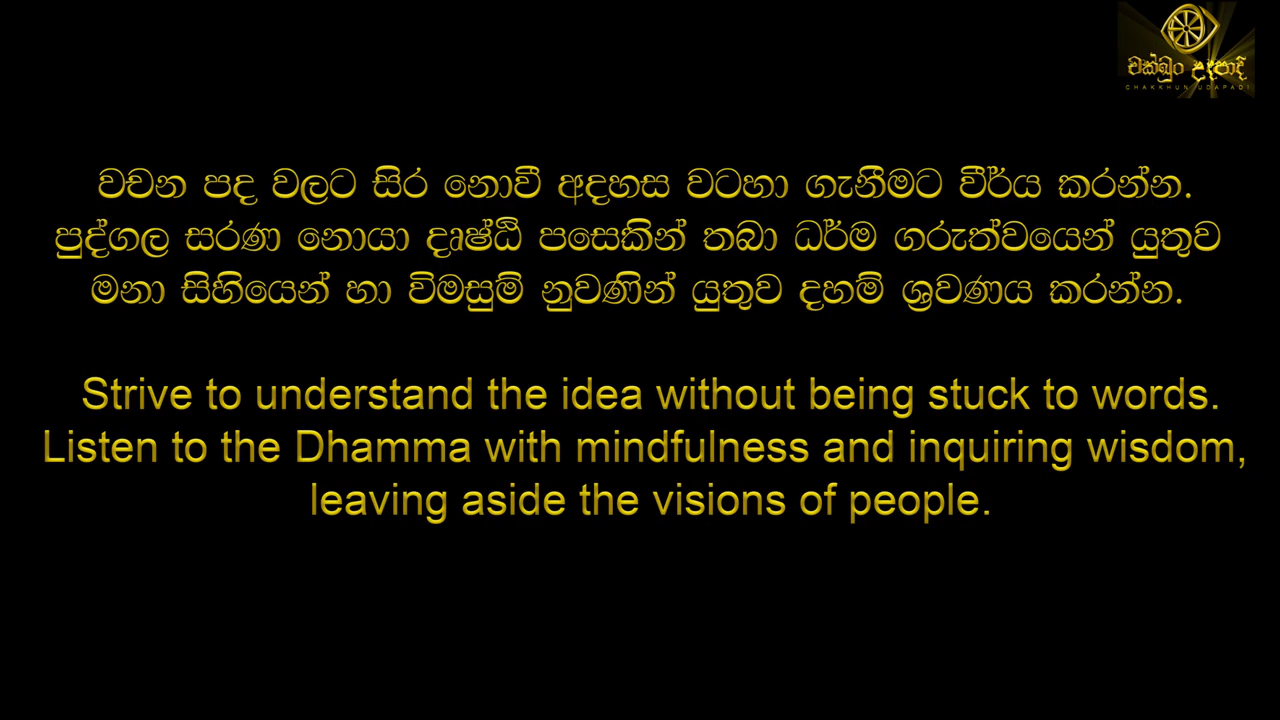 චක්ඛුං උදපාදි
CHAKKHUN UDAPADI
වචන පද වලට සිර නොවී අදහස වටහා ගැනීමට වීර්ය කරන්න.
පුද්ගල සරණ නොයා දෘෂ්ඨි පසෙකින් තබා ධර්ම ගරුත්වයෙන් යුතුව
මනා සිහියෙන් හා විමසුම් නුවණින් යුතුව දහම් ශ්‍රවණය කරන්න.
Strive to understand the idea without being stuck to words.
Listen to the Dhamma with mindfulness and inquiring wisdom,
leaving aside the visions of people.